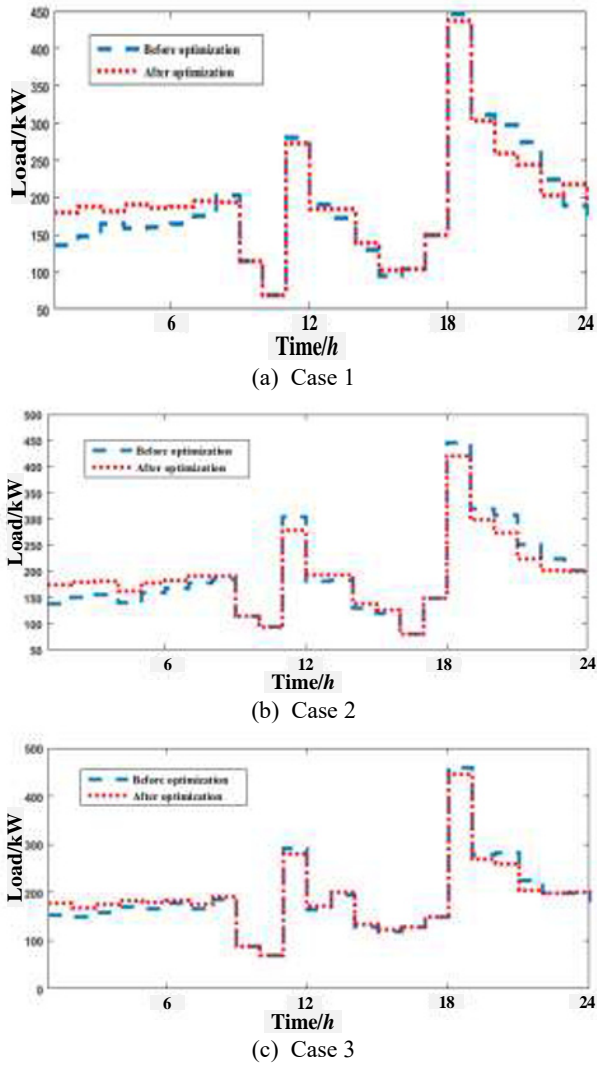 450
400
350
300
250
200
150
100
50
Load/kW
Before optimization
After optimization
6
12
18
24
Time/h
(a) Case 1
500
450
400
350
300
250
200
150
100
50
Load/kW
Before optimization
After optimization
6
12
18
24
Time/h
(b) Case 2
500
400
300
200
100
0
Load/kW
Before optimization
After optimization
6
12
18
24
Time/h
(c) Case 3